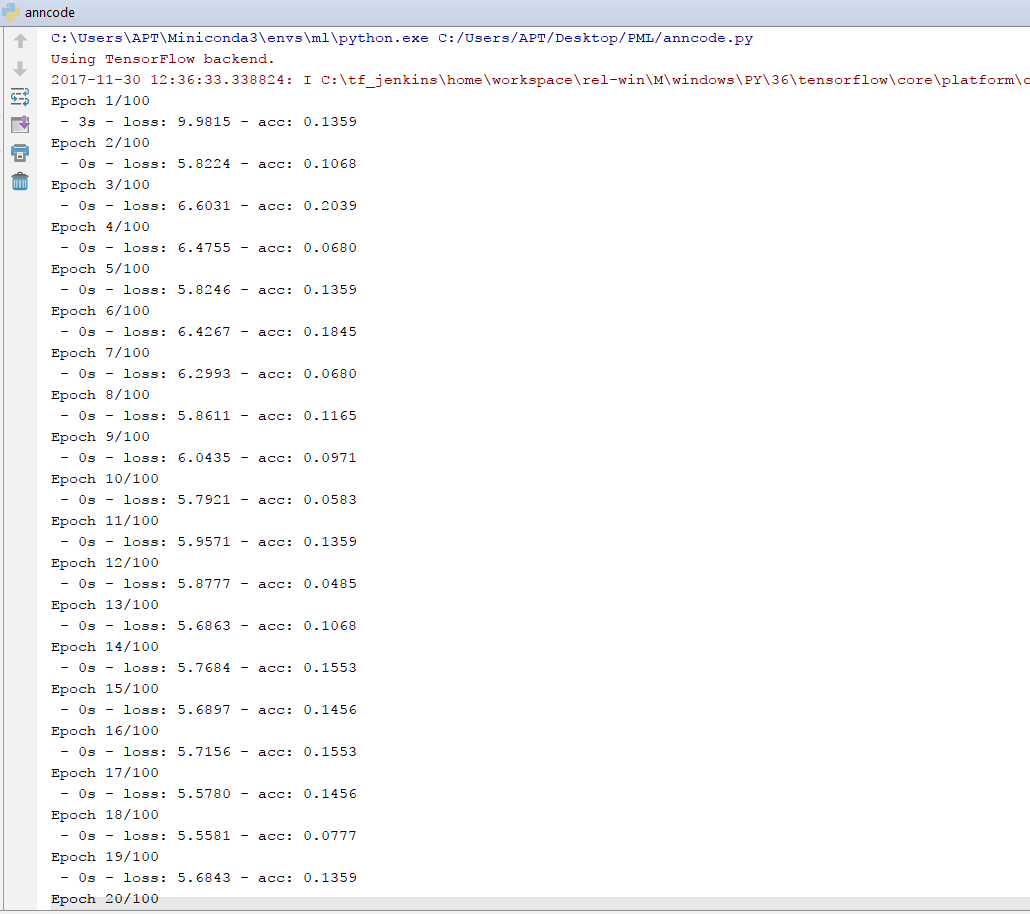 anncode
C:\Users\APT\Miniconda3\envs\ml\python.exe C:/Users/APT/Desktop/PML/anncode.py
Using TensorFlow backend.
2017-11-30 12:36:33.338824: I C:\tf_jenkins\home\workspace\rel-win\M\windows\PY\36\tensorflow\core\platform\c
Epoch 1/100
 - 3s - loss: 9.9815 - acc: 0.1359
Epoch 2/100
 - 0s - loss: 5.8224 - acc: 0.1068
Epoch 3/100
 - 0s - loss: 6.6031 - acc: 0.2039
Epoch 4/100
 - 0s - loss: 6.4755 - acc: 0.0680
Epoch 5/100
 - 0s - loss: 5.8246 - acc: 0.1359
Epoch 6/100
 - 0s - loss: 6.4267 - acc: 0.1845
Epoch 7/100
 - 0s - loss: 6.2993 - acc: 0.0680
Epoch 8/100
 - 0s - loss: 5.8611 - acc: 0.1165
Epoch 9/100
 - 0s - loss: 6.0435 - acc: 0.0971
Epoch 10/100
 - 0s - loss: 5.7921 - acc: 0.0583
Epoch 11/100
 - 0s - loss: 5.9571 - acc: 0.1359
Epoch 12/100
 - 0s - loss: 5.8777 - acc: 0.0485
Epoch 13/100
 - 0s - loss: 5.6863 - acc: 0.1068
Epoch 14/100
 - 0s - loss: 5.7684 - acc: 0.1553
Epoch 15/100
 - 0s - loss: 5.6897 - acc: 0.1456
Epoch 16/100
 - 0s - loss: 5.7156 - acc: 0.1553
Epoch 17/100
 - 0s - loss: 5.5780 - acc: 0.1456
Epoch 18/100
 - 0s - loss: 5.5581 - acc: 0.0777
Epoch 19/100
 - 0s - loss: 5.6843 - acc: 0.1359
Epoch 20/100